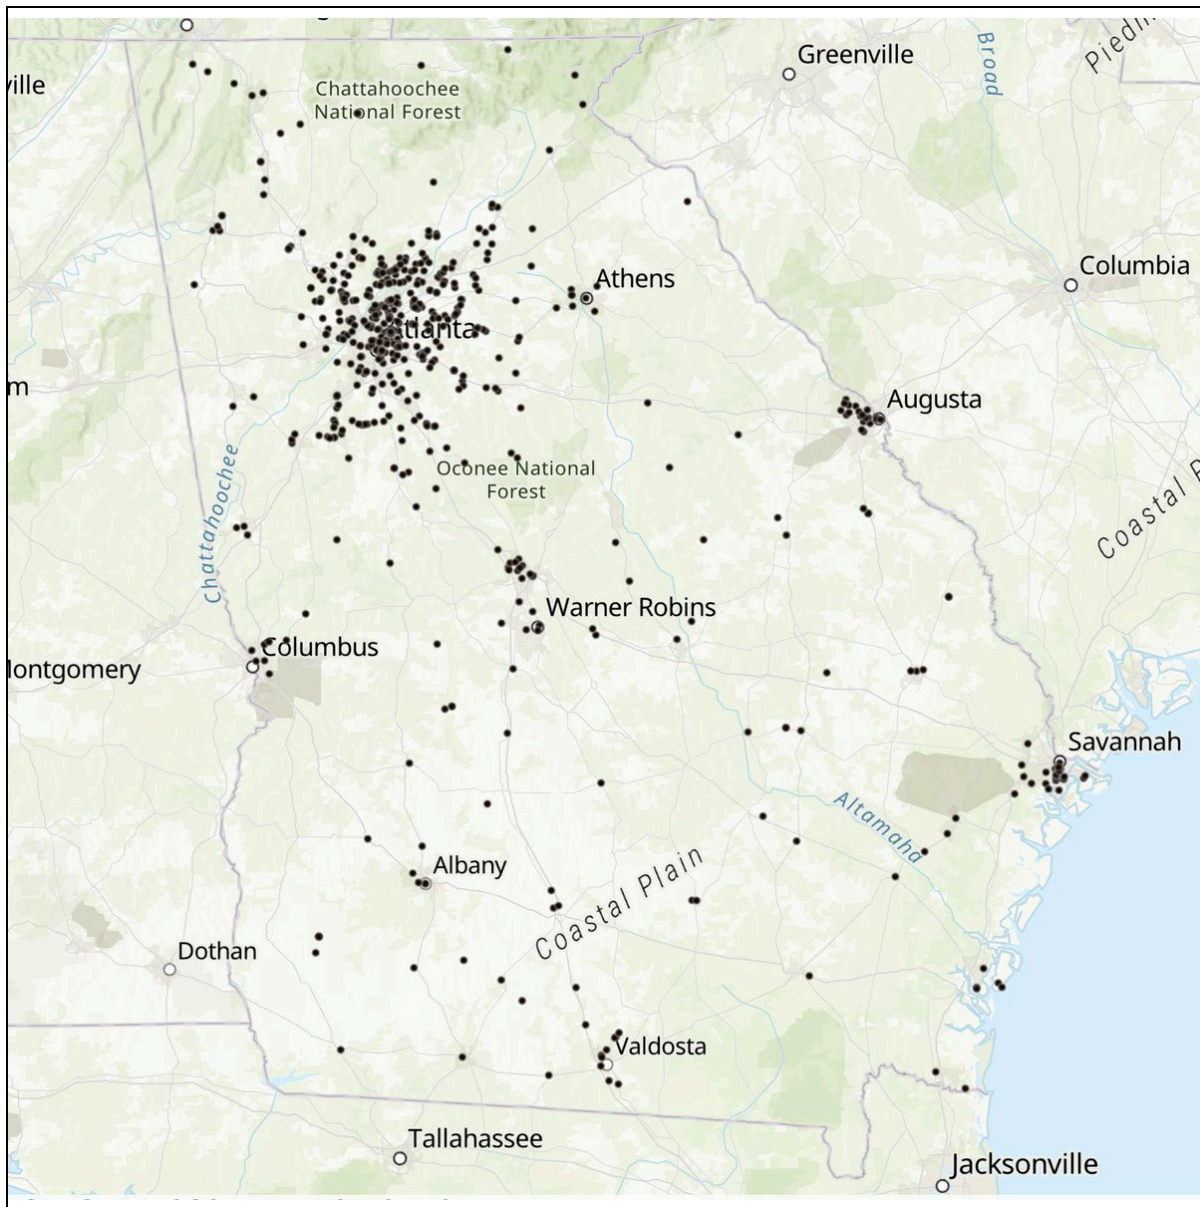 Greenville
Broad
ville
Chattahoochee
National Forest
Columbia
Athens
Atlanta
m
Augusta
Oconee National
Forest
Chattahoochee
Coastal P
Warner Robins
Columbus
Montgomery
Savannah
Altamaha
Albany
Coastal Plain
Dothan
Valdosta
Tallahassee
Jacksonville